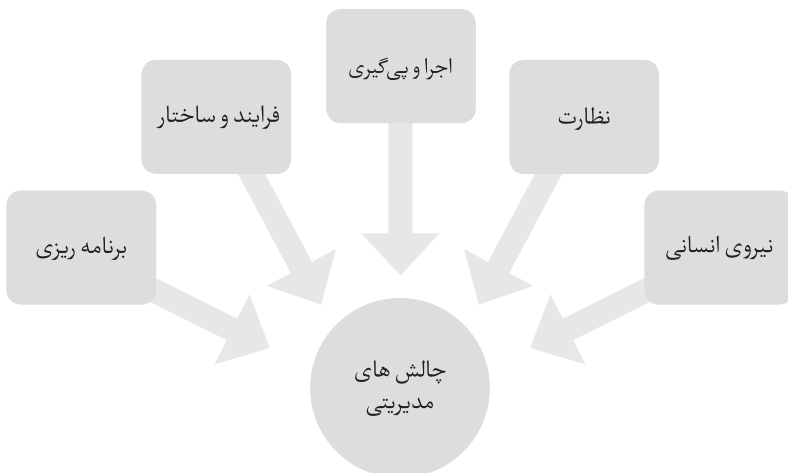 اجرا و پی‌گیری
نظارت
فرایند و ساختار
نیروی انسانی
برنامه ریزی
چالش های
مدیریتی